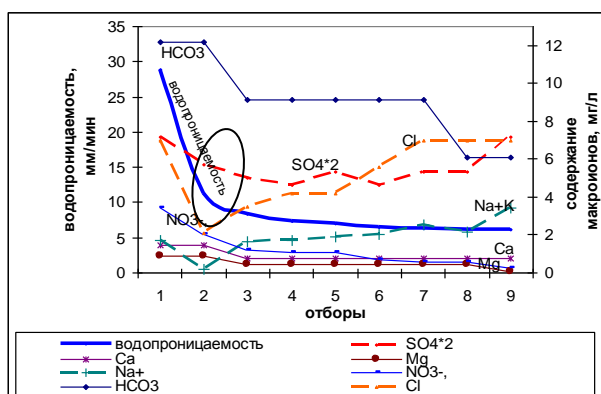 водопроницаемость,
мм/мин
35
30
25
20
15
10
5
0
HCO3
водопроницаемость
NO3-
SO4*2
Cl
Na+K
Ca
Mg
12
10
8
6
4
2
0
содержание
макроионов, мг/л
1 2 3 4 5 6 7 8 9
отборы
водопроницаемость SO4*2
Ca Mg
Na+ NO3-,
HCO3 Cl